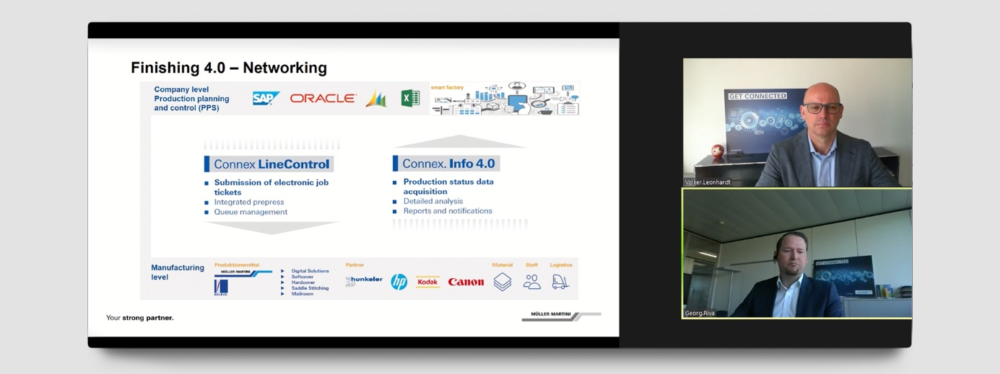 Finishing 4.0 – Networking
Company level
Production planning
and control (PPS)
SAP
ORACLE
smart factory
Connex LineControl
Submission of electronic job
tickets
Integrated prepress
Queue management
Connex. Info 4.0
Production status data
acquisition
Detailed analysis
Reports and notifications
Manufacturing
level
Produktionsmittel
MÜLLER MARTINI
KOLBUS
Digital Solutions
Softcover
Hardcover
Saddle Stitching
Mailroom
Partner
hunkeler
hp
Kodak
Canon
Material
Staff
Logistics
Your strong partner.
MÜLLER MARTINI
GET CONNECTED
Volker.Leonhardt
GET CONNECTED
Georg.Riva